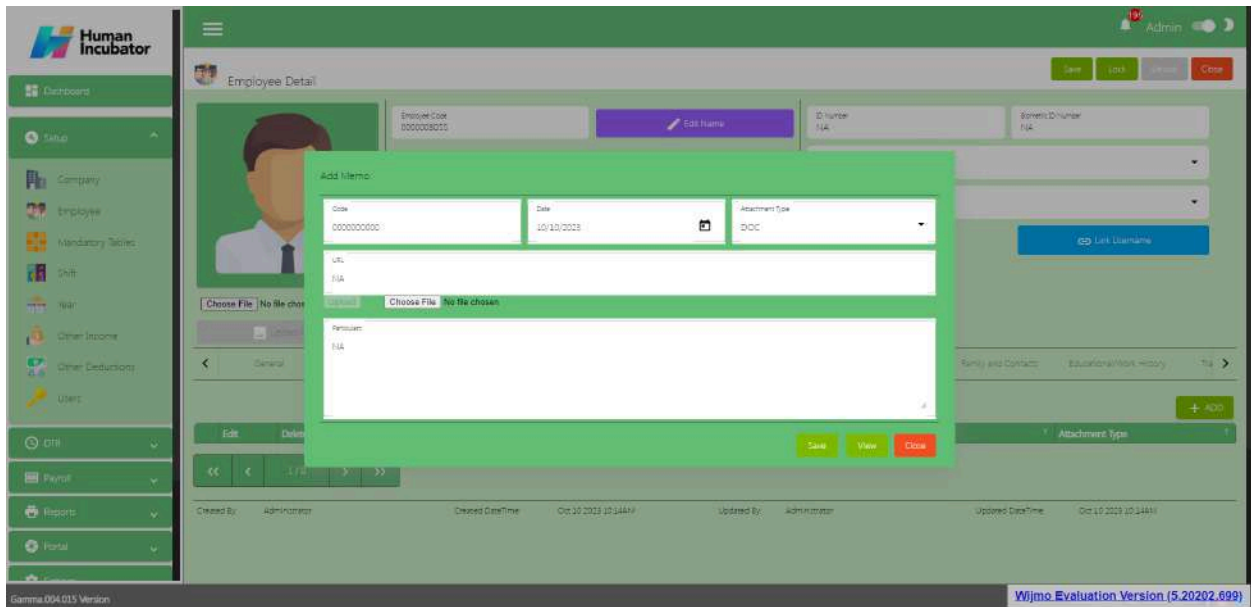 Human
Incubator
199
Admin
Employee Detail
Save
Lock
Close
Dashboard
Setup
Company
Employee
Mandatory Tables
Shift
Year
Other Income
Other Deductions
Users
DTR
Payroll
Reports
Portal
Employee Code
0000008055
Edit Name
ID Number
NA
Biometric ID Number
NA
Link Username
Add Memo
Code
0000000000
Date
10/10/2023
Attachment Type
DOC
URL
NA
Upload
Choose File No file chosen
Particulars
NA
Save
View
Close
Choose File No file chos
General
Family and Contacts
Educational/Work History
ADD
Edit
Attachment Type
Created By
Administrator
Created DateTime
Oct 10 2023 10:14AM
Updated By
Administrator
Updated DateTime
Oct 10 2023 10:14AM
Gamma.004.015 Version
Wijmo Evaluation Version (5.20202.699)